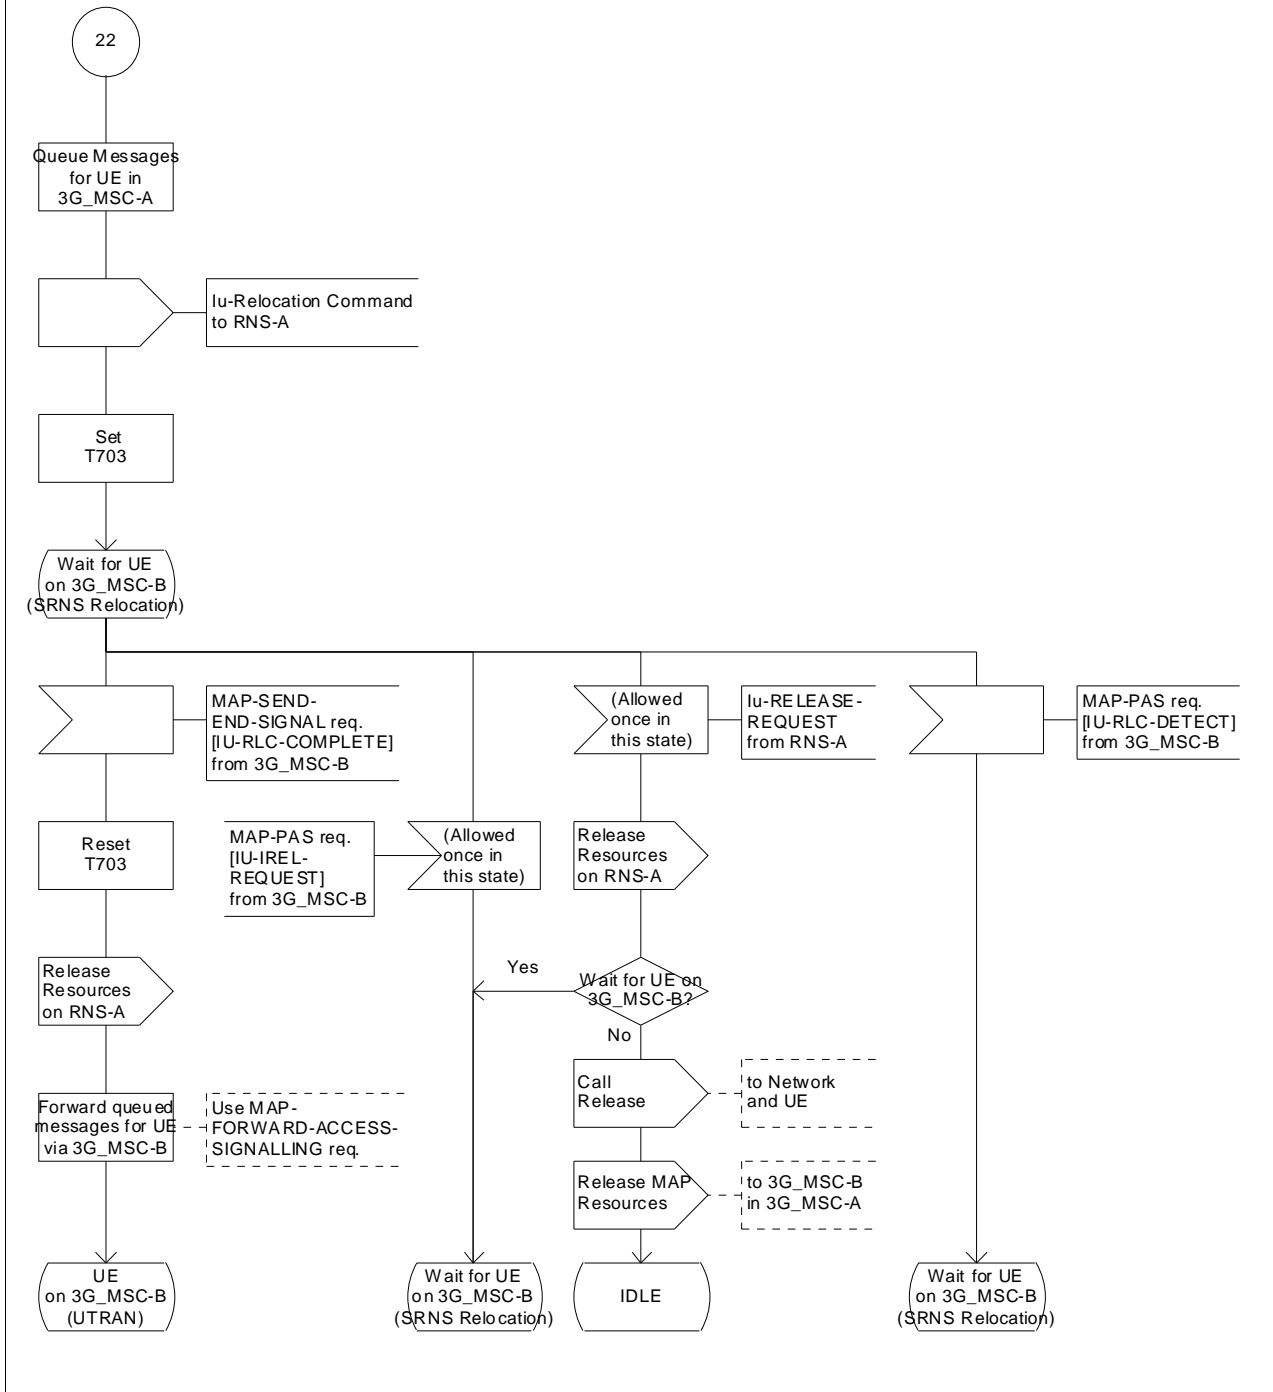 22
Queue Messages
for UE in
3G_MSC-A
Iu-Relocation Command
to RNS-A
Set
T703
Wait for UE
on 3G_MSC-B
(SRNS Relocation)
MAP-SEND-
END-SIGNAL req.
[IU-RLC-COMPLETE]
from 3G_MSC-B
(Allowed
once in
this state)
Iu-RELEASE-
REQUEST
from RNS-A
MAP-PAS req.
[IU-RLC-DETECT]
from 3G_MSC-B
Reset
T703
MAP-PAS req.
[IU-IREL-
REQUEST]
from 3G_MSC-B
(Allowed
once in
this state)
Release
Resources
on RNS-A
Release
Resources
on RNS-A
Yes
Wait for UE on
3G_MSC-B?
No
Call
Release
to Network
and UE
Forward queued
messages for UE
via 3G_MSC-B
Use MAP-
FORWARD-ACCESS-
SIGNALLING req.
Release MAP
Resources
to 3G_MSC-B
in 3G_MSC-A
UE
on 3G_MSC-B
(UTRAN)
Wait for UE
on 3G_MSC-B
(SRNS Relocation)
IDLE
Wait for UE
on 3G_MSC-B
(SRNS Relocation)